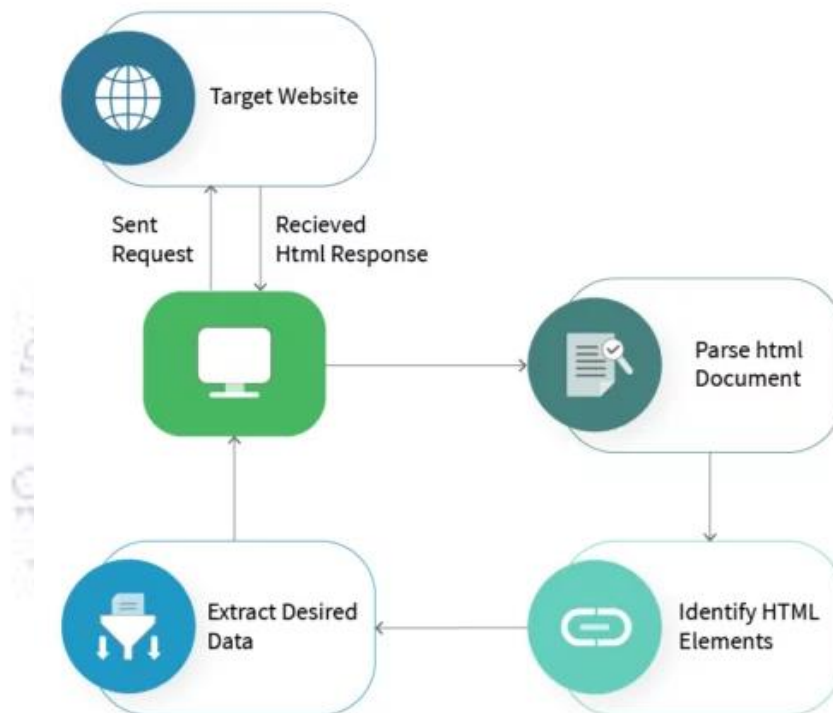 Target Website
Sent
Request
Recieved
Html Response
Parse html
Document
Extract Desired
Data
Identify HTML
Elements